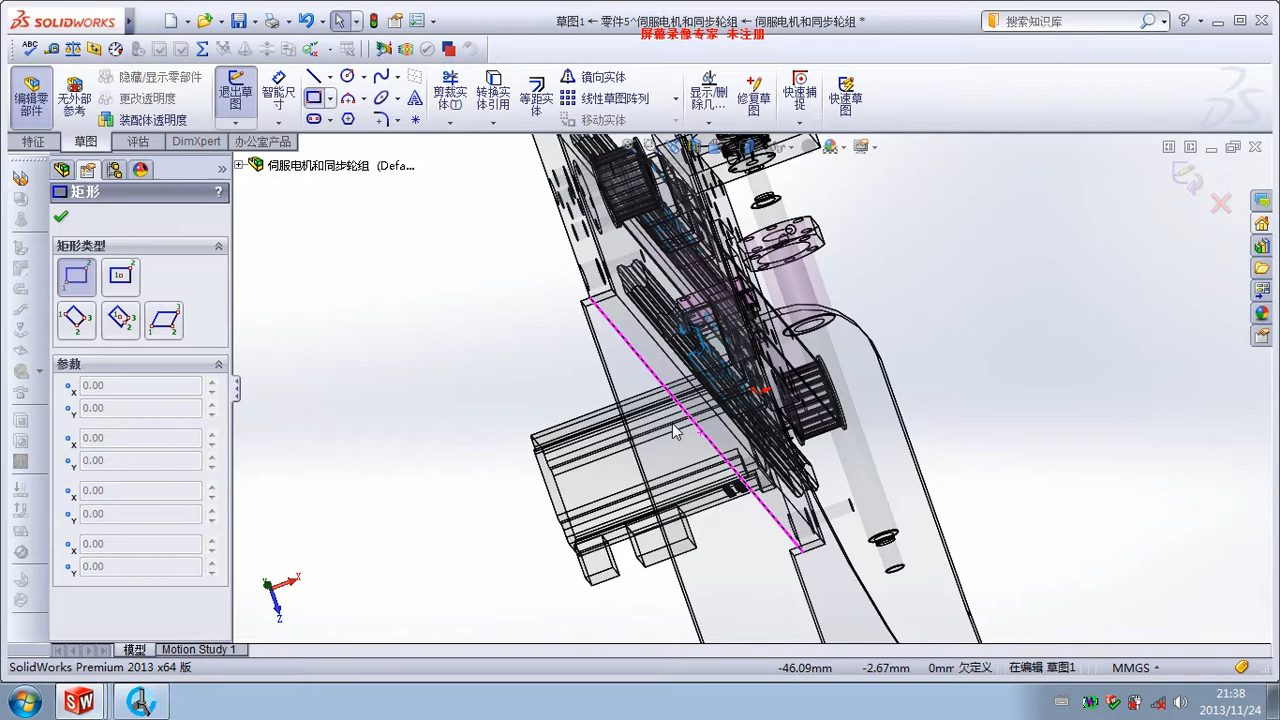 SOLIDWORKS
草图1 ← 零件5^伺服电机和同步轮组 ← 伺服电机和同步轮组 *
搜索知识库
屏幕录像专家 未注册
编辑零部件
无外部参考
隐藏/显示零部件
更改透明度
装配体透明度
退出草图
智能尺寸
剪裁实体(T)
转换实体引用
等距实体
镜向实体
线性草图阵列
移动实体
显示/删除几...
修复草图
快速捕捉
快速草图
特征
草图
评估
DimXpert
办公室产品
伺服电机和同步轮组 (Defa...
矩形
?
矩形类型
参数
X 0.00
Y 0.00
X 0.00
Y 0.00
X 0.00
Y 0.00
X 0.00
Y 0.00
X
Z
模型
Motion Study 1
SolidWorks Premium 2013 x64 版
-46.09mm
-2.67mm
0mm
欠定义
在编辑 草图1
MMGS
21:38
2013/11/24